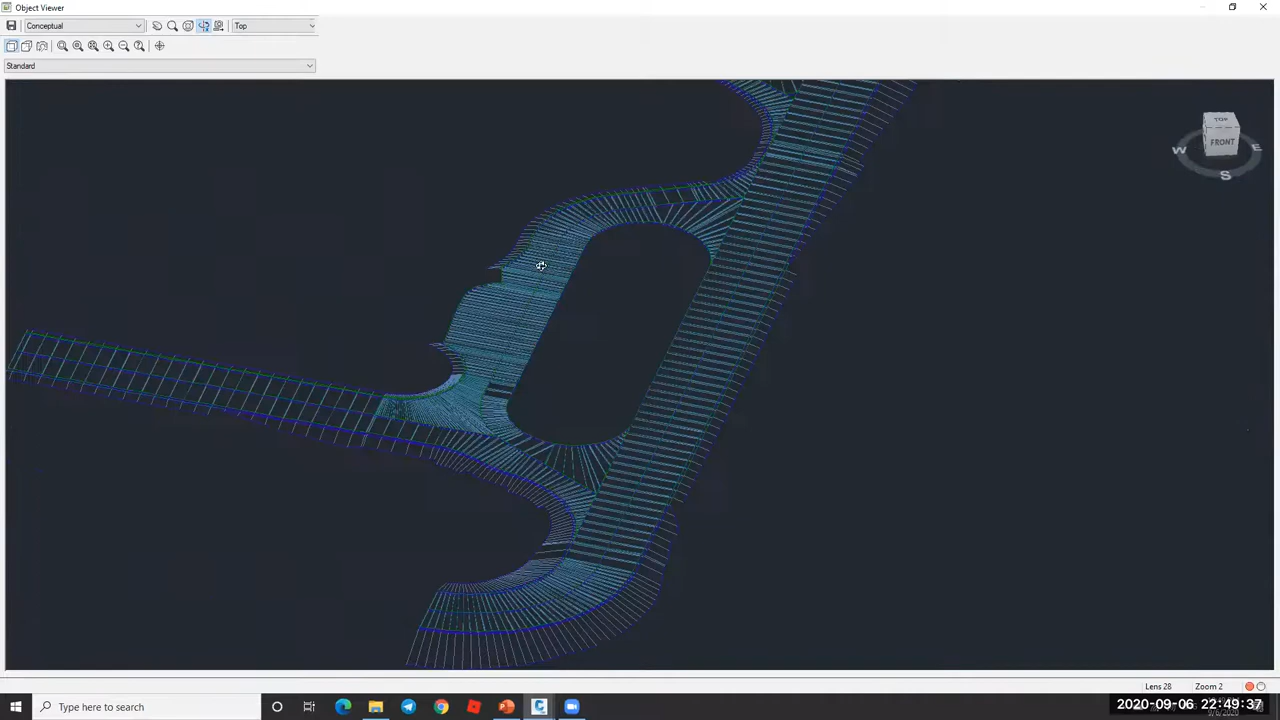 Object Viewer
Conceptual
Top
Standard
TOP
FRONT
W
E
S
Lens 28
Zoom 2
Type here to search
2020-09-06 22:49:37